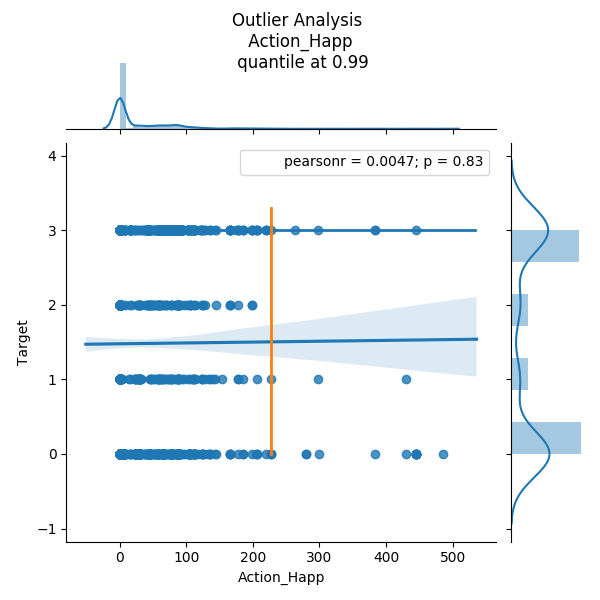 Outlier Analysis
Action_Happ
quantile at 0.99
pearsonr = 0.0047; p = 0.83
4
3
2
1
0
−1
Target
0 100 200 300 400 500
Action_Happ